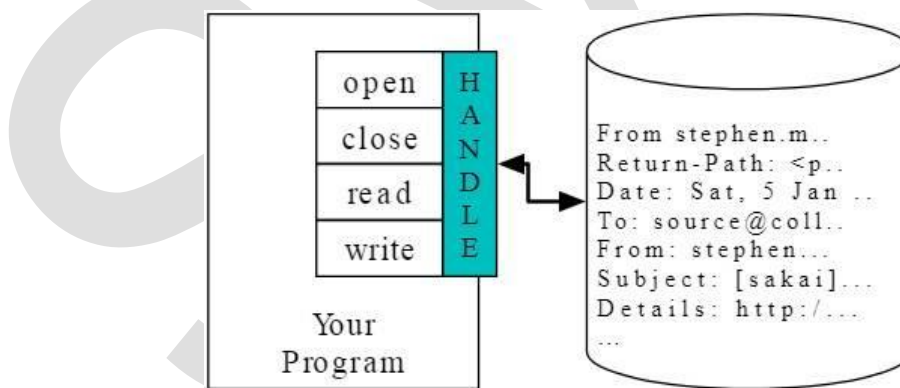 open
close
read
write
HANDLE
Your
Program
From stephen.m..
Return-Path: <p..
Date: Sat, 5 Jan ..
To: source@coll..
From: stephen...
Subject: [sakai]...
Details: http:/...
...